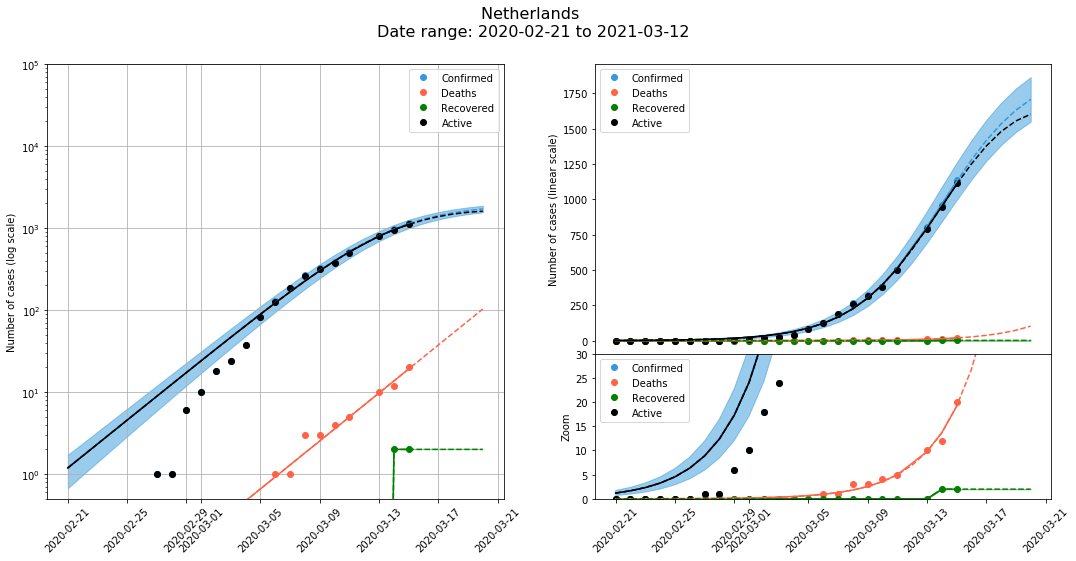 Netherlands
Date range: 2020-02-21 to 2021-03-12
Number of cases (log scale)
10^5
10^4
10^3
10^2
10^1
10^0
Confirmed
Deaths
Recovered
Active
2020-02-21
2020-02-25
2020-02-29
2020-03-01
2020-03-05
2020-03-09
2020-03-13
2020-03-17
2020-03-21
Number of cases (linear scale)
1750
1500
1250
1000
750
500
250
0
Confirmed
Deaths
Recovered
Active
Zoom
30
25
20
15
10
5
0
Confirmed
Deaths
Recovered
Active
2020-02-21
2020-02-25
2020-02-29
2020-03-01
2020-03-05
2020-03-09
2020-03-13
2020-03-17
2020-03-21